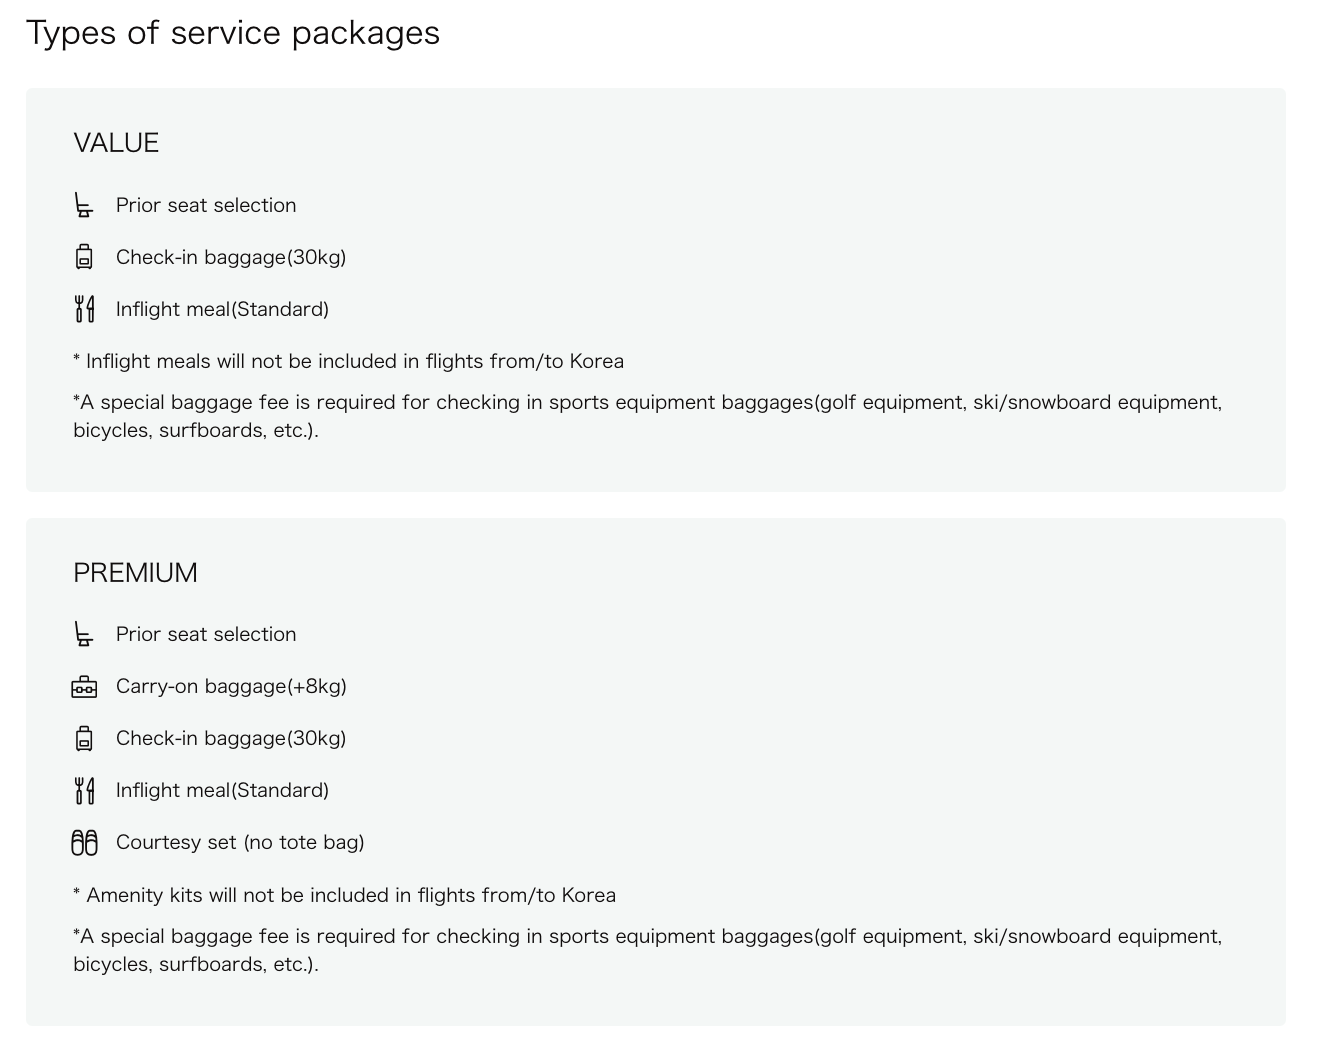 Types of service packages
VALUE
Prior seat selection
Check-in baggage(30kg)
Inflight meal(Standard)
* Inflight meals will not be included in flights from/to Korea
*A special baggage fee is required for checking in sports equipment baggages(golf equipment, ski/snowboard equipment,
bicycles, surfboards, etc.).
PREMIUM
Prior seat selection
Carry-on baggage(+8kg)
Check-in baggage(30kg)
Inflight meal(Standard)
Courtesy set (no tote bag)
* Amenity kits will not be included in flights from/to Korea
*A special baggage fee is required for checking in sports equipment baggages(golf equipment, ski/snowboard equipment,
bicycles, surfboards, etc.).